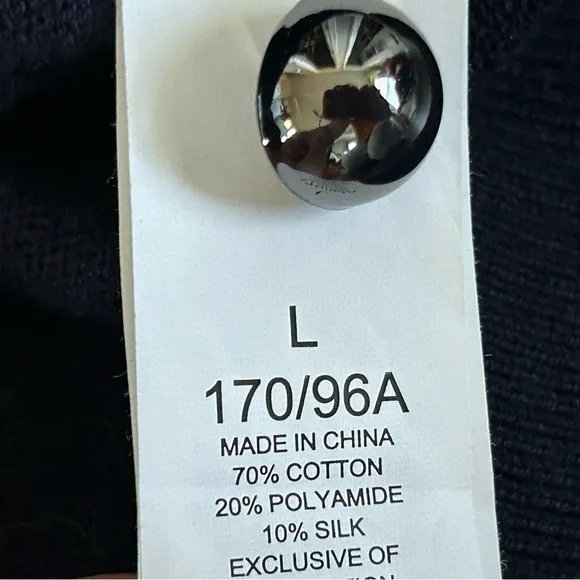 L
170/96A
MADE IN CHINA
70% COTTON
20% POLYAMIDE
10% SILK
EXCLUSIVE OF